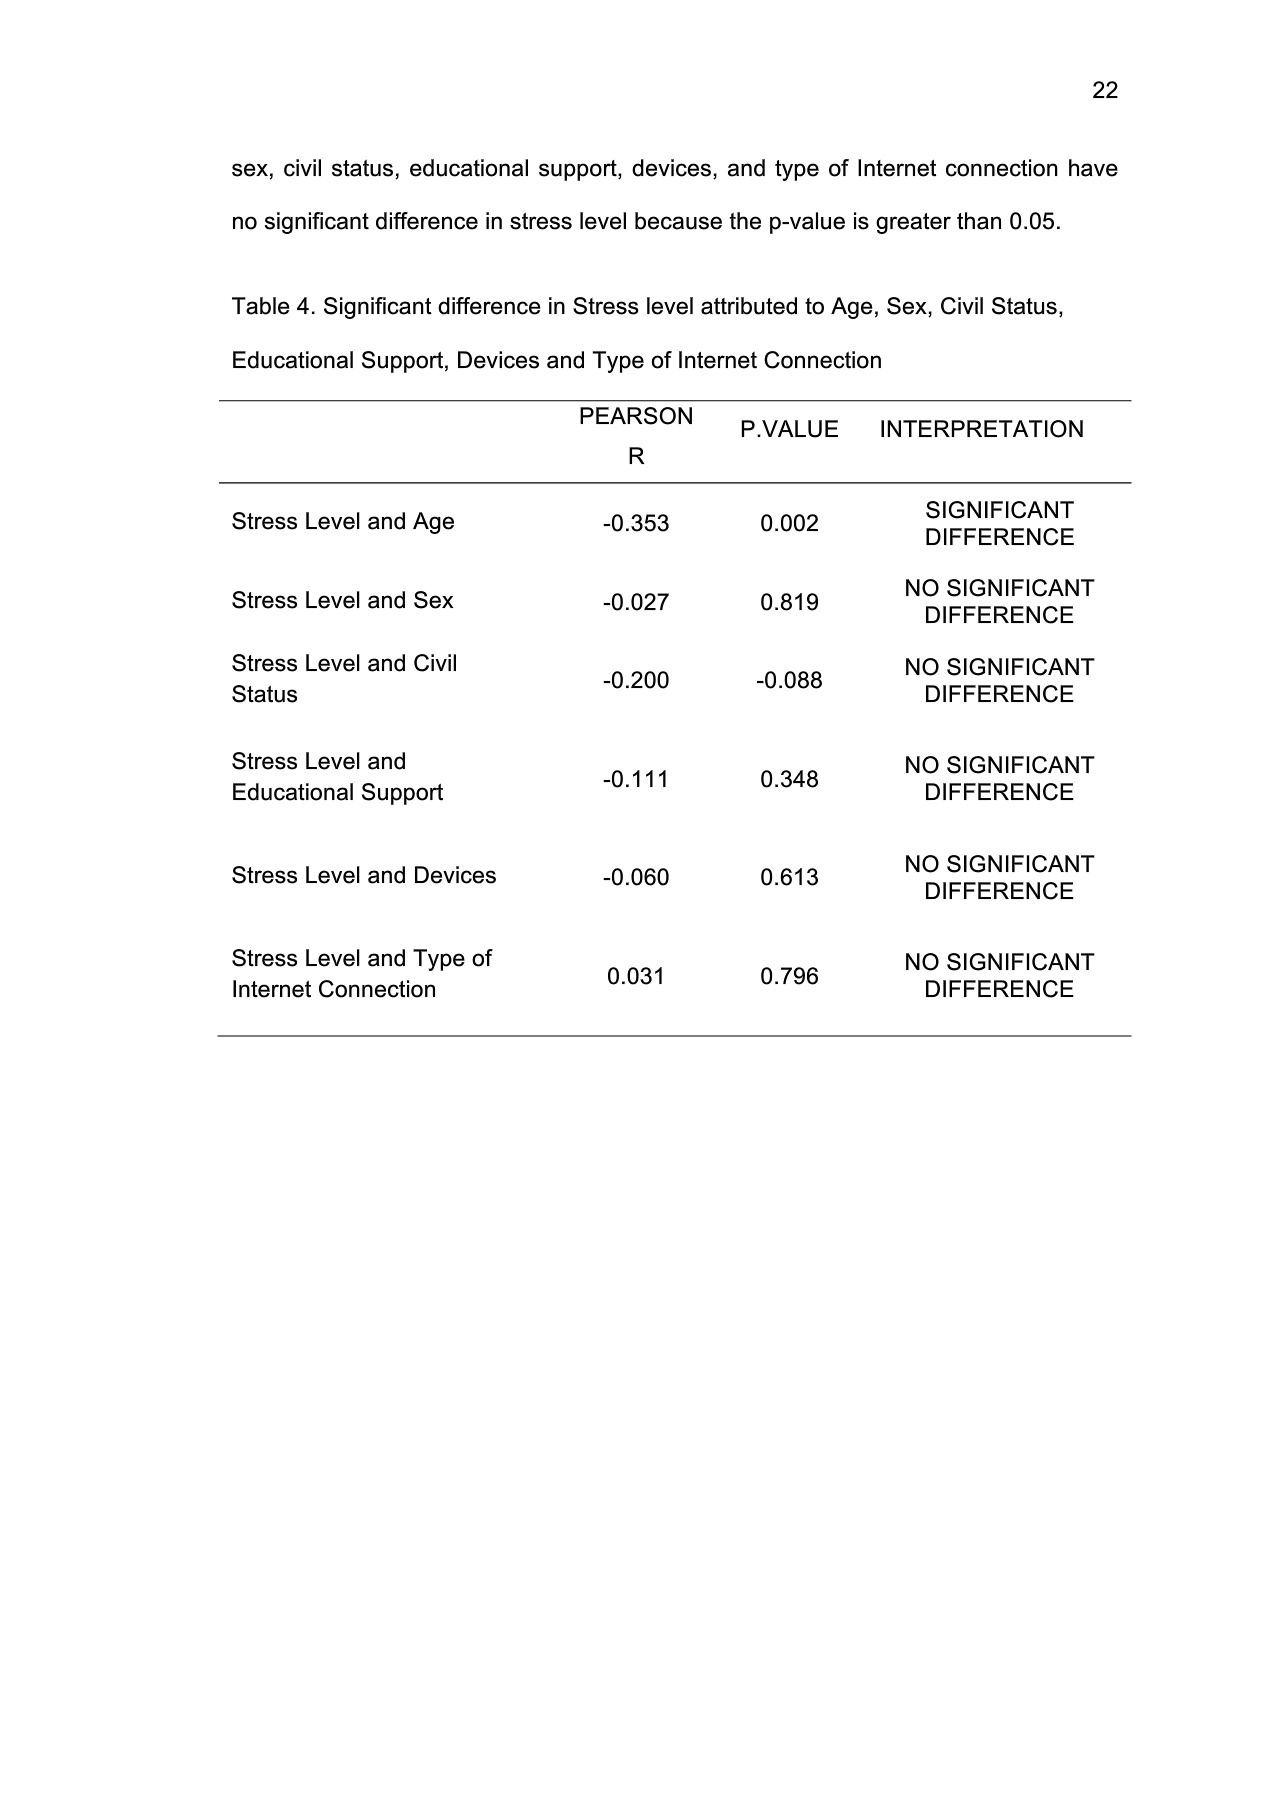 22
sex, civil status, educational support, devices, and type of Internet connection have
no significant difference in stress level because the p-value is greater than 0.05.
Table 4. Significant difference in Stress level attributed to Age, Sex, Civil Status,
Educational Support, Devices and Type of Internet Connection
PEARSON
R
P.VALUE
INTERPRETATION
Stress Level and Age
-0.353
0.002
SIGNIFICANT
DIFFERENCE
Stress Level and Sex
-0.027
0.819
NO SIGNIFICANT
DIFFERENCE
Stress Level and Civil
Status
-0.200
-0.088
NO SIGNIFICANT
DIFFERENCE
Stress Level and
Educational Support
-0.111
0.348
NO SIGNIFICANT
DIFFERENCE
Stress Level and Devices
-0.060
0.613
NO SIGNIFICANT
DIFFERENCE
Stress Level and Type of
Internet Connection
0.031
0.796
NO SIGNIFICANT
DIFFERENCE